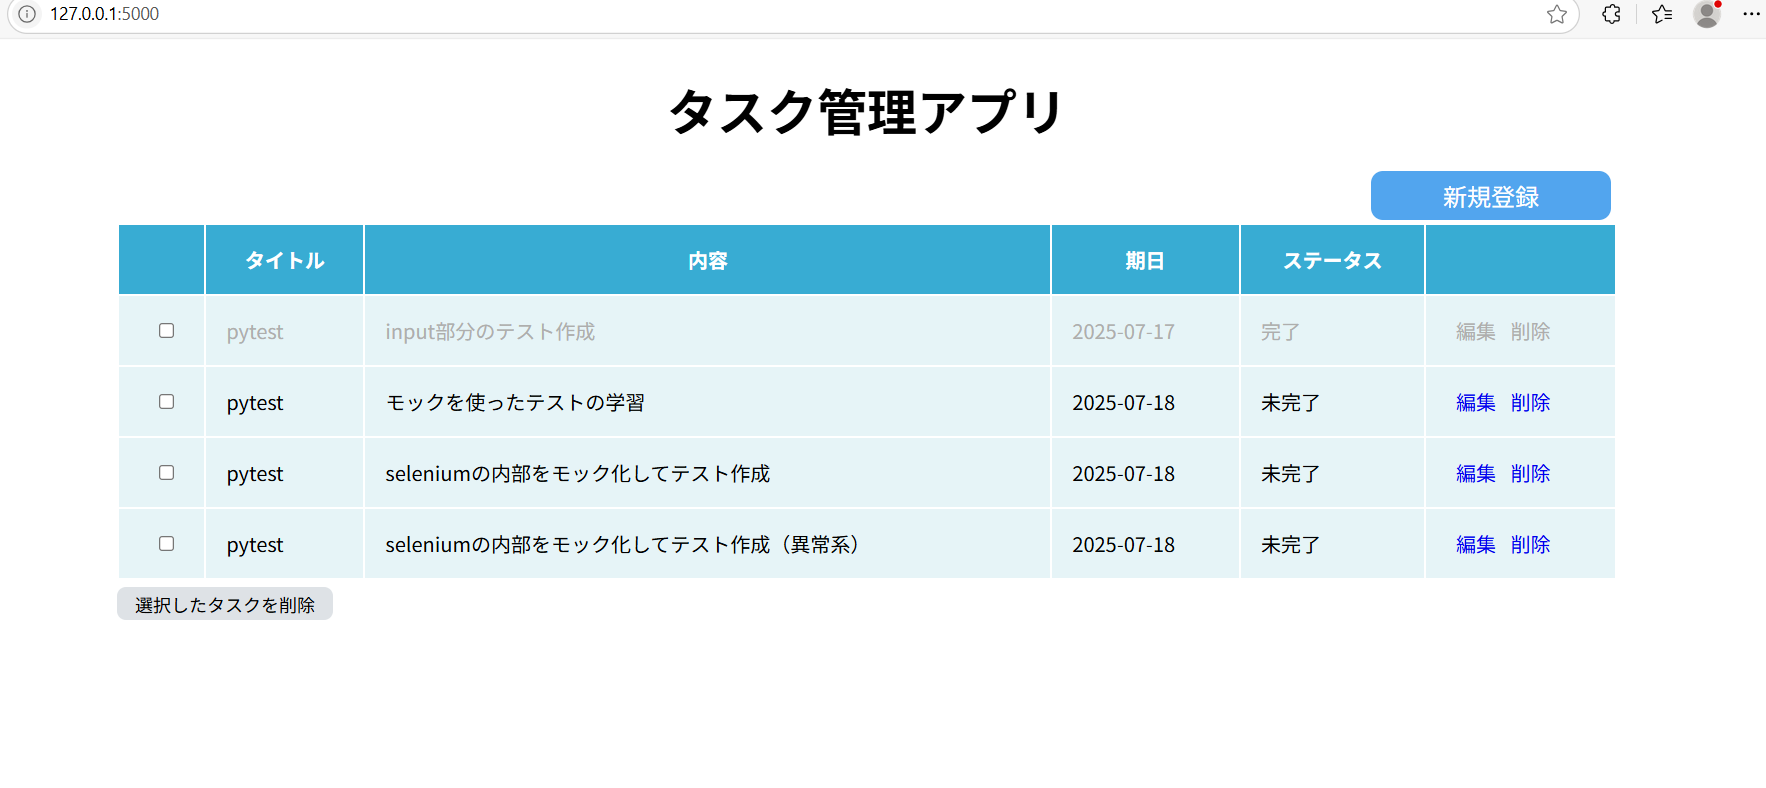 127.0.0.1:5000
タスク管理アプリ
新規登録
タイトル 内容 期日 ステータス
pytest input部分のテスト作成 2025-07-17 完了 編集 削除
pytest モックを使ったテストの学習 2025-07-18 未完了 編集 削除
pytest seleniumの内部をモック化してテスト作成 2025-07-18 未完了 編集 削除
pytest seleniumの内部をモック化してテスト作成（異常系） 2025-07-18 未完了 編集 削除
選択したタスクを削除